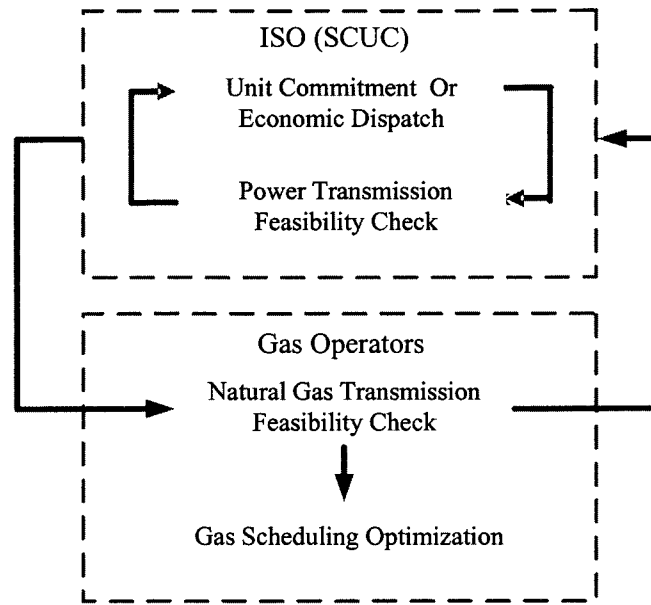 ISO (SCUC)
Unit Commitment Or
Economic Dispatch
Power Transmission
Feasibility Check
Gas Operators
Natural Gas Transmission
Feasibility Check
Gas Scheduling Optimization